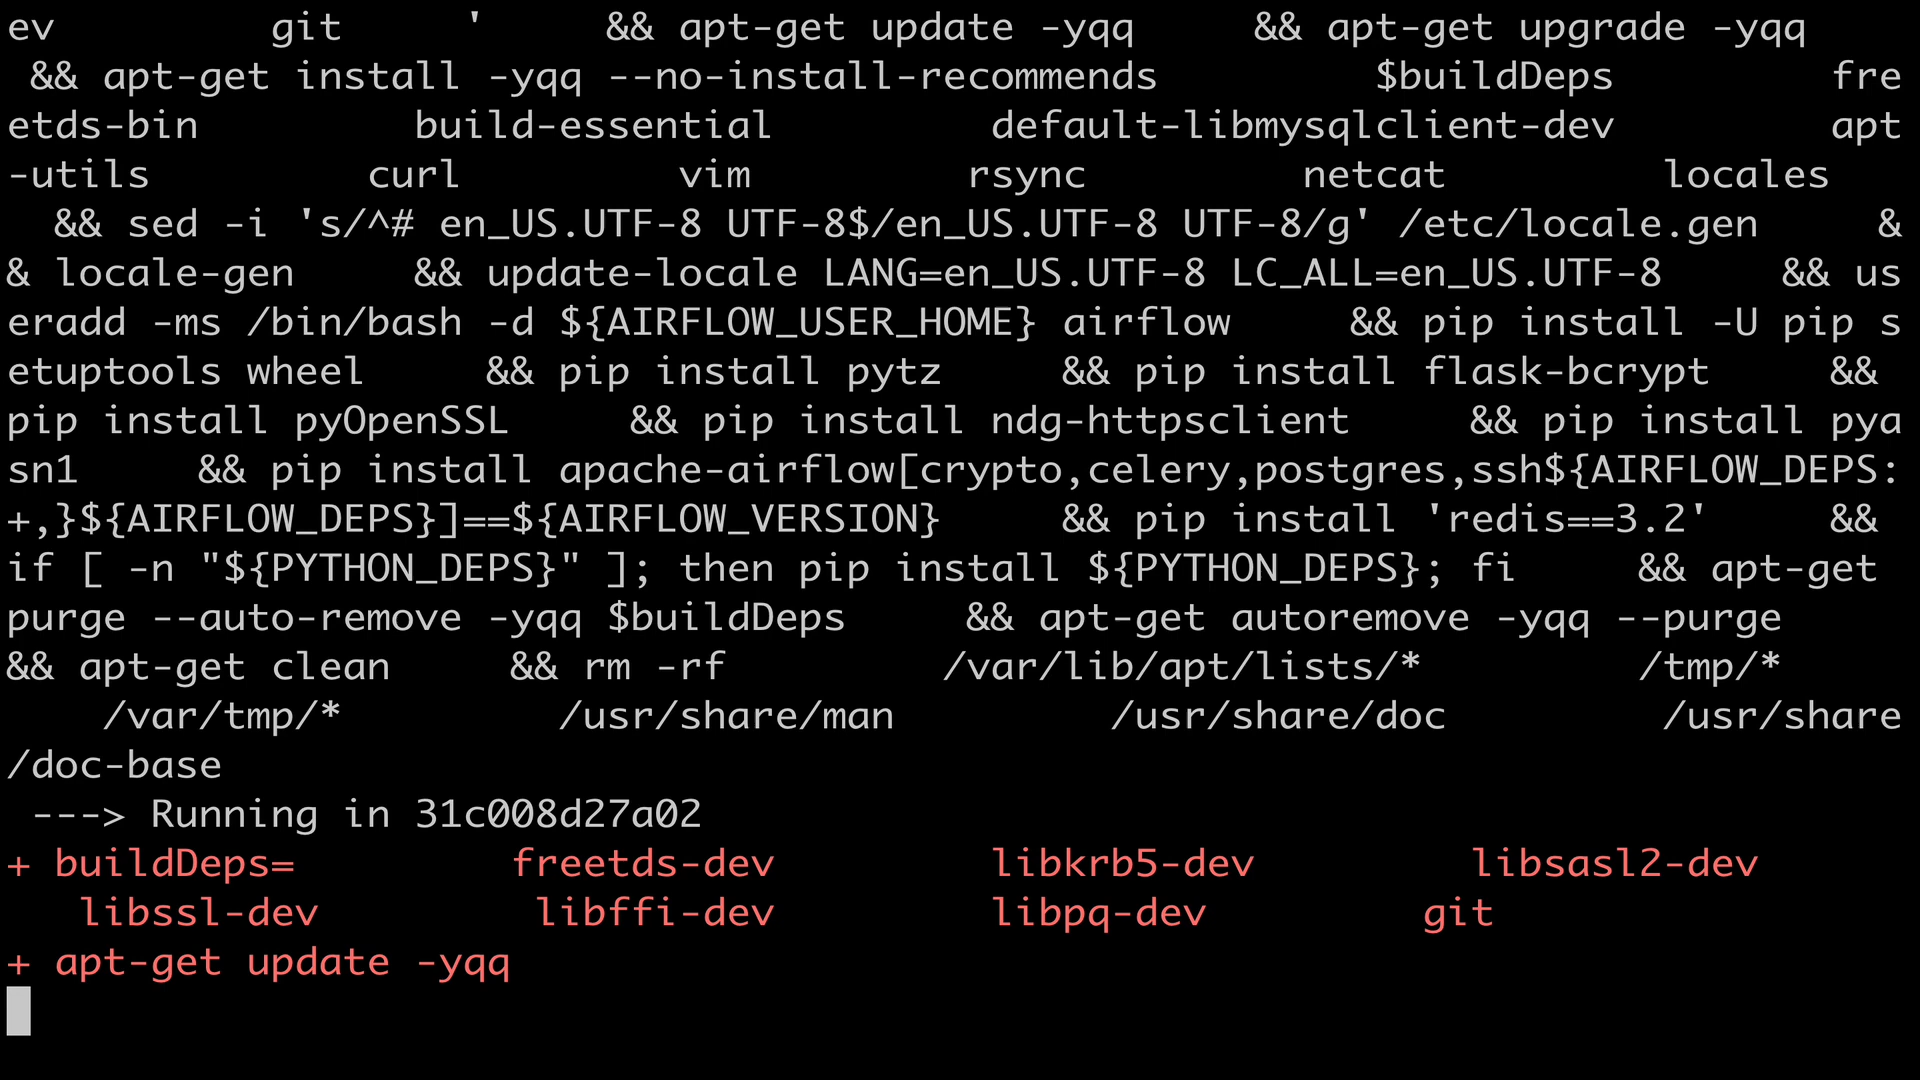 ev         git     '     && apt-get update -yqq     && apt-get upgrade -yqq
 && apt-get install -yqq --no-install-recommends         $buildDeps         fre
etds-bin         build-essential         default-libmysqlclient-dev         apt
-utils         curl         vim         rsync         netcat         locales
  && sed -i 's/^# en_US.UTF-8 UTF-8$/en_US.UTF-8 UTF-8/g' /etc/locale.gen     &
& locale-gen     && update-locale LANG=en_US.UTF-8 LC_ALL=en_US.UTF-8     && us
eradd -ms /bin/bash -d ${AIRFLOW_USER_HOME} airflow     && pip install -U pip s
etuptools wheel     && pip install pytz     && pip install flask-bcrypt     &&
pip install pyOpenSSL     && pip install ndg-httpsclient     && pip install pya
sn1     && pip install apache-airflow[crypto,celery,postgres,ssh${AIRFLOW_DEPS:
+,}${AIRFLOW_DEPS}]==${AIRFLOW_VERSION}     && pip install 'redis==3.2'     &&
if [ -n "${PYTHON_DEPS}" ]; then pip install ${PYTHON_DEPS}; fi     && apt-get
purge --auto-remove -yqq $buildDeps     && apt-get autoremove -yqq --purge
&& apt-get clean     && rm -rf         /var/lib/apt/lists/*         /tmp/*
    /var/tmp/*         /usr/share/man         /usr/share/doc         /usr/share
/doc-base
 ---> Running in 31c008d27a02
+ buildDeps=         freetds-dev         libkrb5-dev         libsasl2-dev
   libssl-dev         libffi-dev         libpq-dev         git
+ apt-get update -yqq